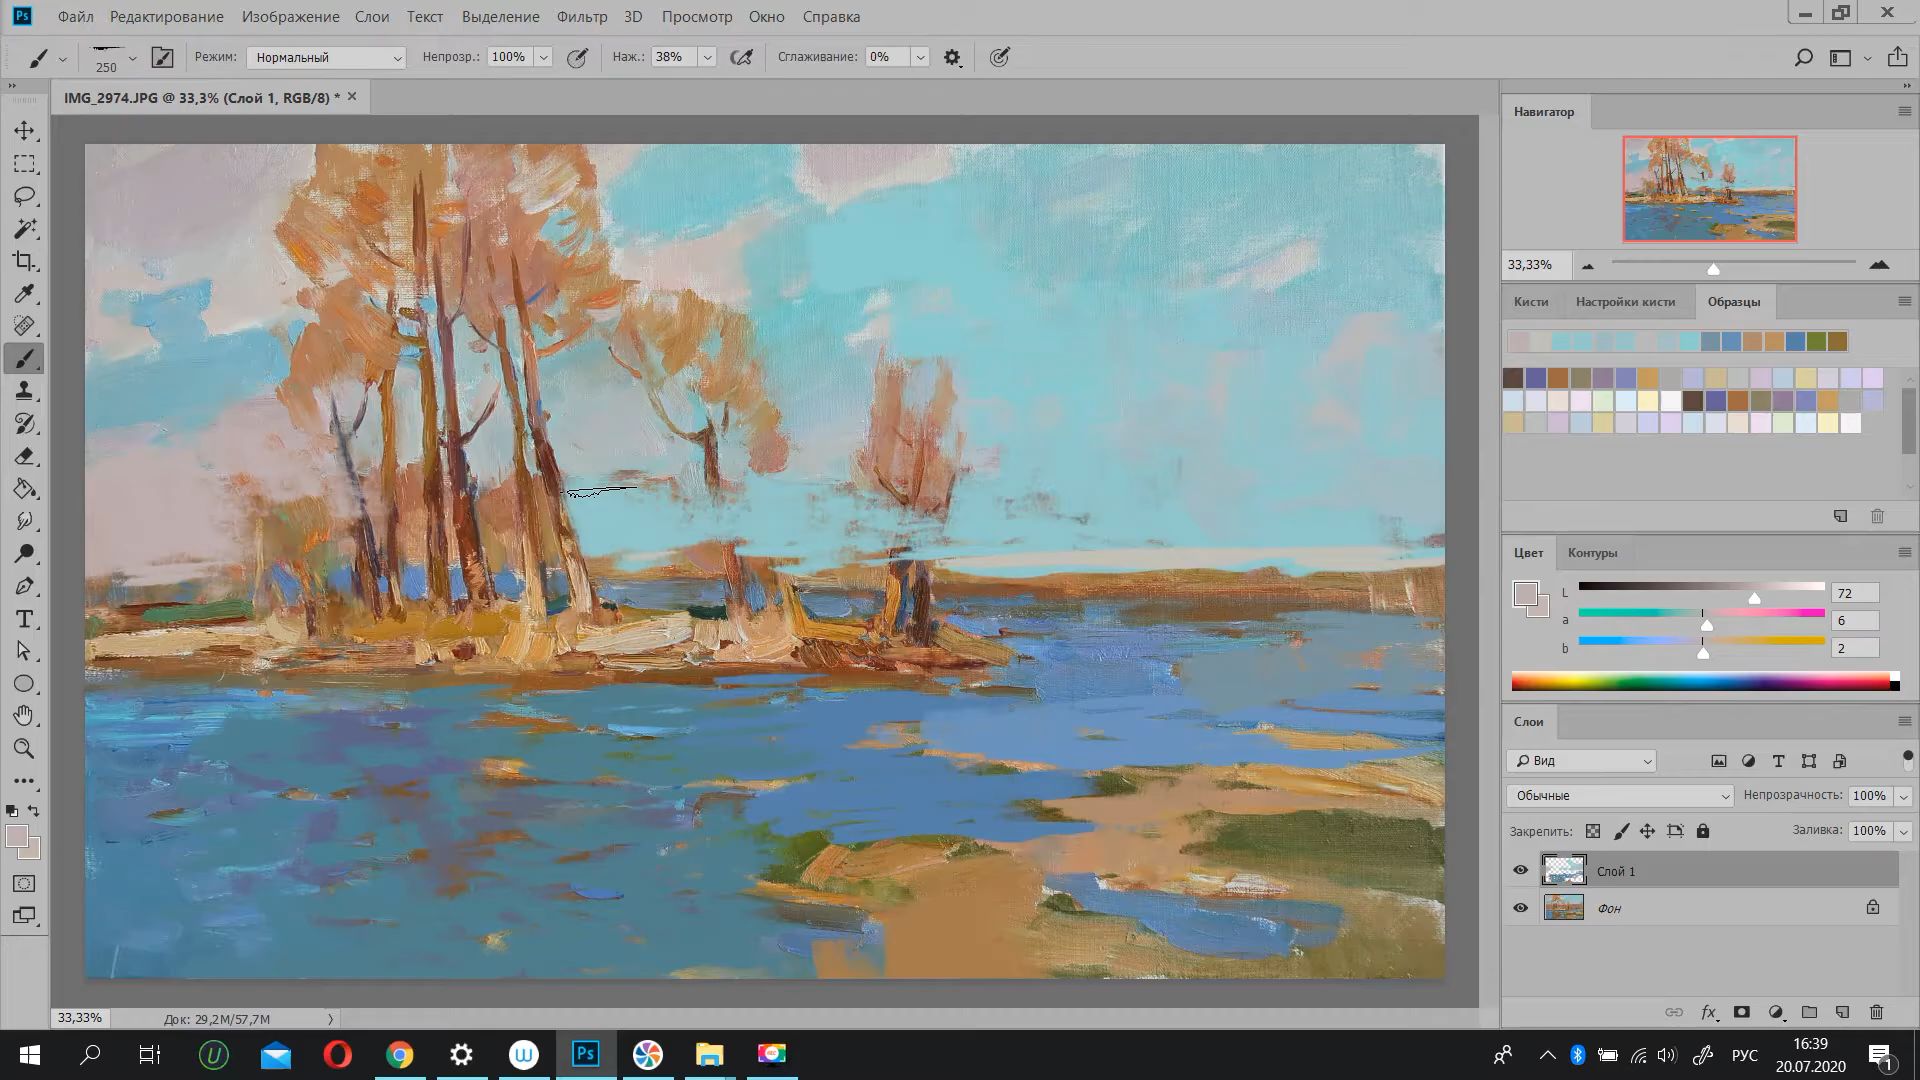 Ps Файл Редактирование Изображение Слои Текст Выделение Фильтр 3D Просмотр Окно Справка
250 Режим: Нормальный Непрозр.: 100% Наж.: 38% Сглаживание: 0%
IMG_2974.JPG @ 33,3% (Слой 1, RGB/8) *
Навигатор
33,33%
Кисти Настройки кисти Образцы
Цвет Контуры
L 72
a 6
b 2
Слои
Вид
Обычные Непрозрачность: 100%
Закрепить: Заливка: 100%
Слой 1
Фон
fx
33,33% Док: 29,2M/57,7M
Ps РУС 16:39
20.07.2020
1